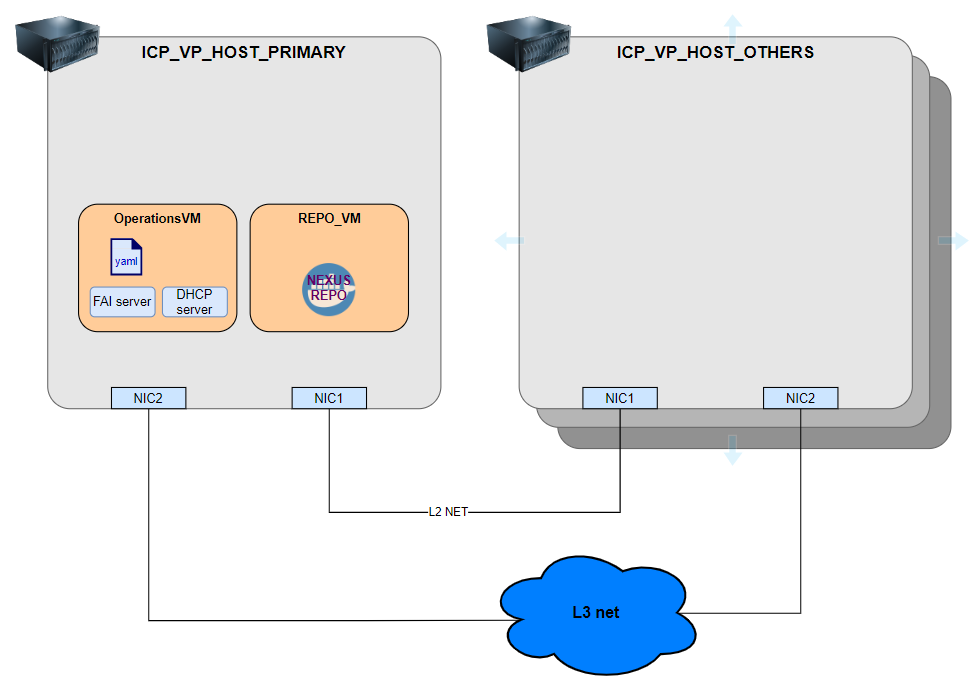 ICP_VP_HOST_PRIMARY
ICP_VP_HOST_OTHERS
OperationsVM
yaml
FAI server
DHCP
server
REPO_VM
NEXUS
REPO
NIC2
NIC1
NIC1
NIC2
L2 NET
L3 net